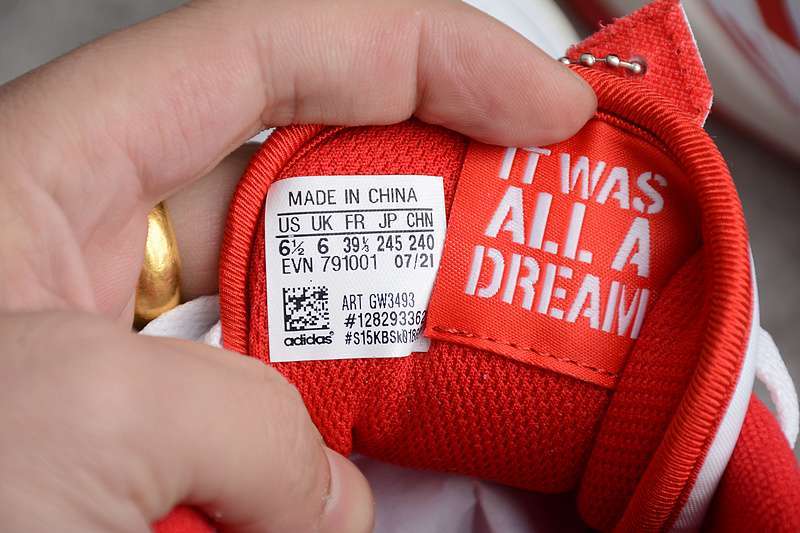 MADE IN CHINA
US UK FR JP CHN
6½ 6 39⅓ 245 240
EVN 791001 07/21
ART GW3493
#128293362
adidas
IT WAS
ALL A
DREAM